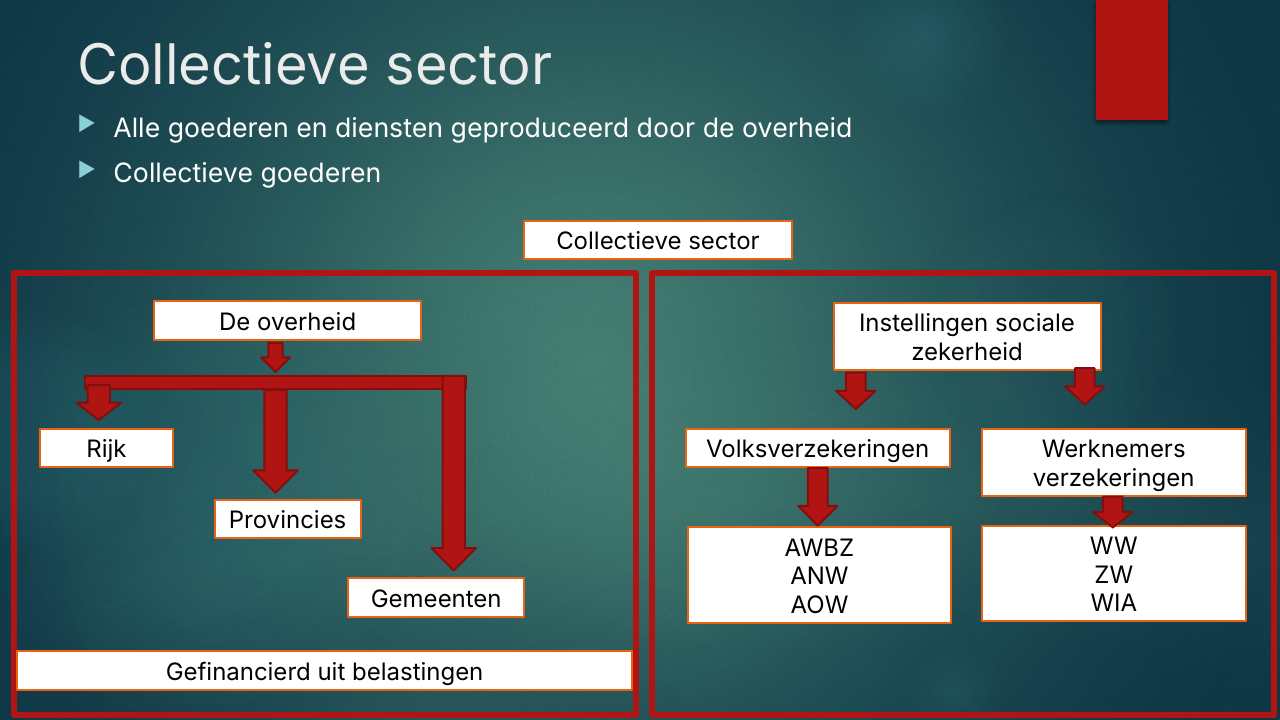 Collectieve sector
Alle goederen en diensten geproduceerd door de overheid
Collectieve goederen
Collectieve sector
De overheid
Rijk
Provincies
Gemeenten
Gefinancierd uit belastingen
Instellingen sociale
zekerheid
Volksverzekeringen
AWBZ
ANW
AOW
Werknemers
verzekeringen
WW
ZW
WIA